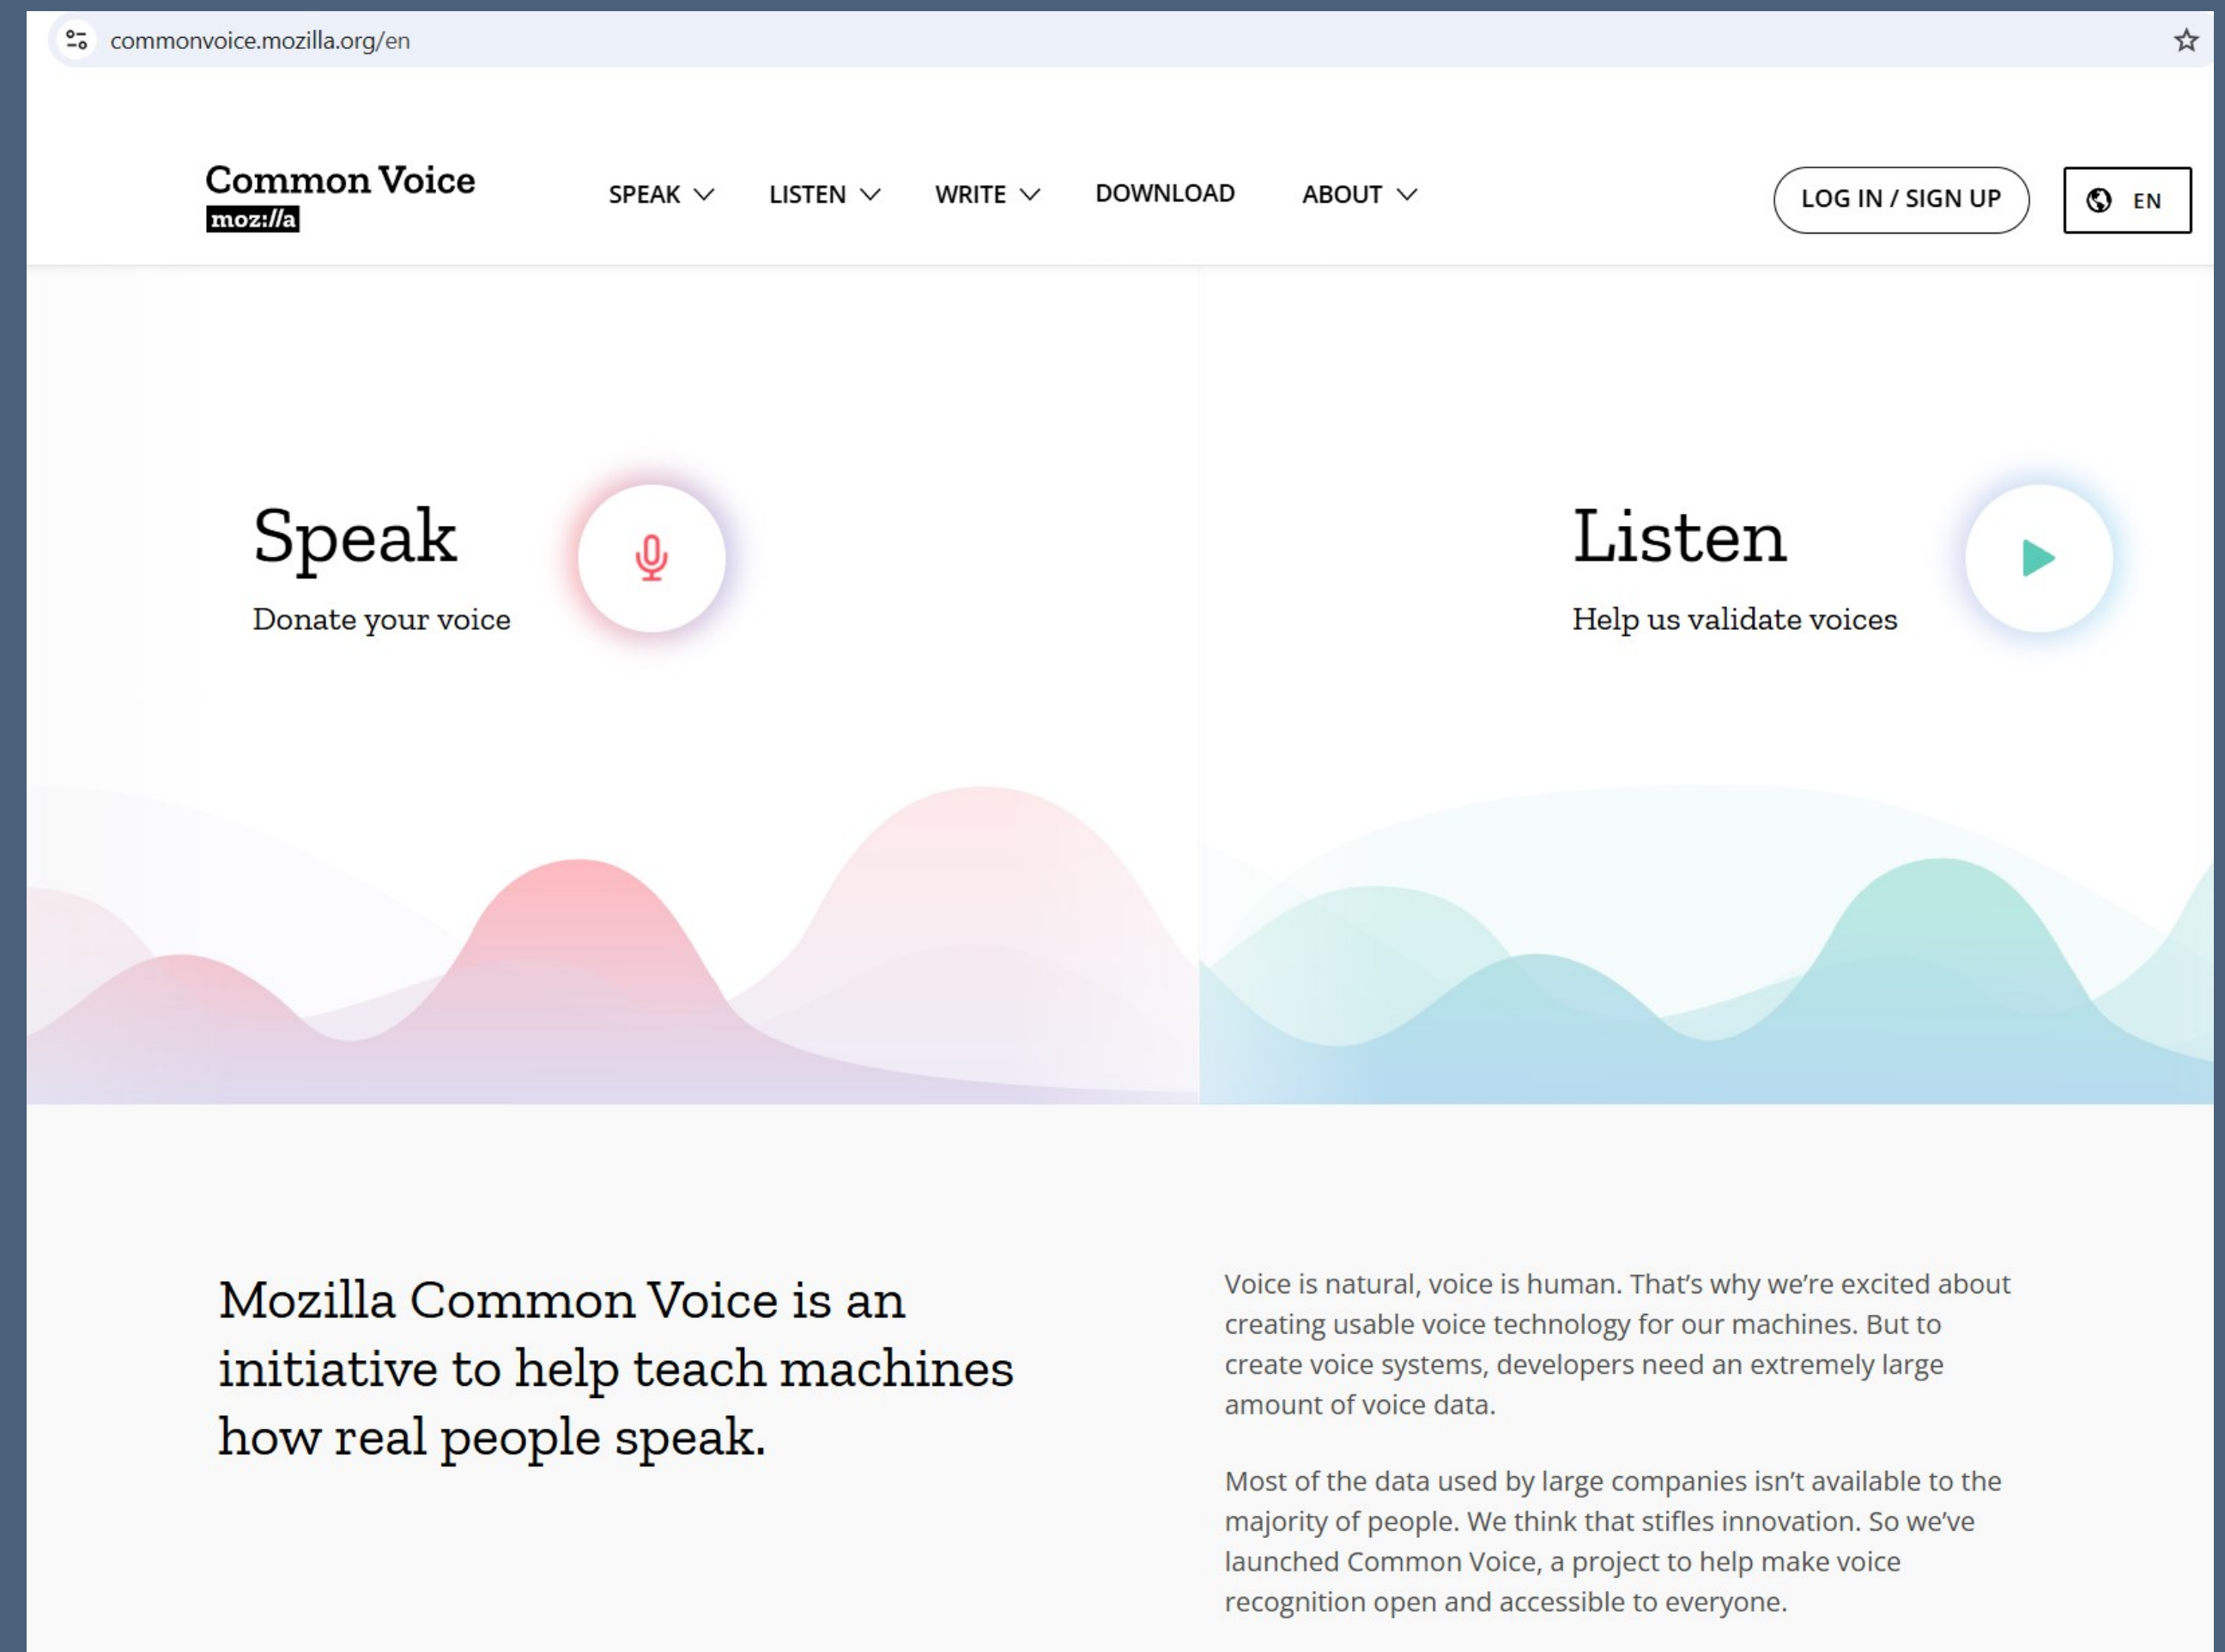 commonvoice.mozilla.org/en
Common Voice
moz://a
SPEAK
LISTEN
WRITE
DOWNLOAD
ABOUT
LOG IN / SIGN UP
EN
Speak
Donate your voice
Listen
Help us validate voices
Mozilla Common Voice is an
initiative to help teach machines
how real people speak.
Voice is natural, voice is human. That’s why we’re excited about
creating usable voice technology for our machines. But to
create voice systems, developers need an extremely large
amount of voice data.
Most of the data used by large companies isn’t available to the
majority of people. We think that stifles innovation. So we’ve
launched Common Voice, a project to help make voice
recognition open and accessible to everyone.